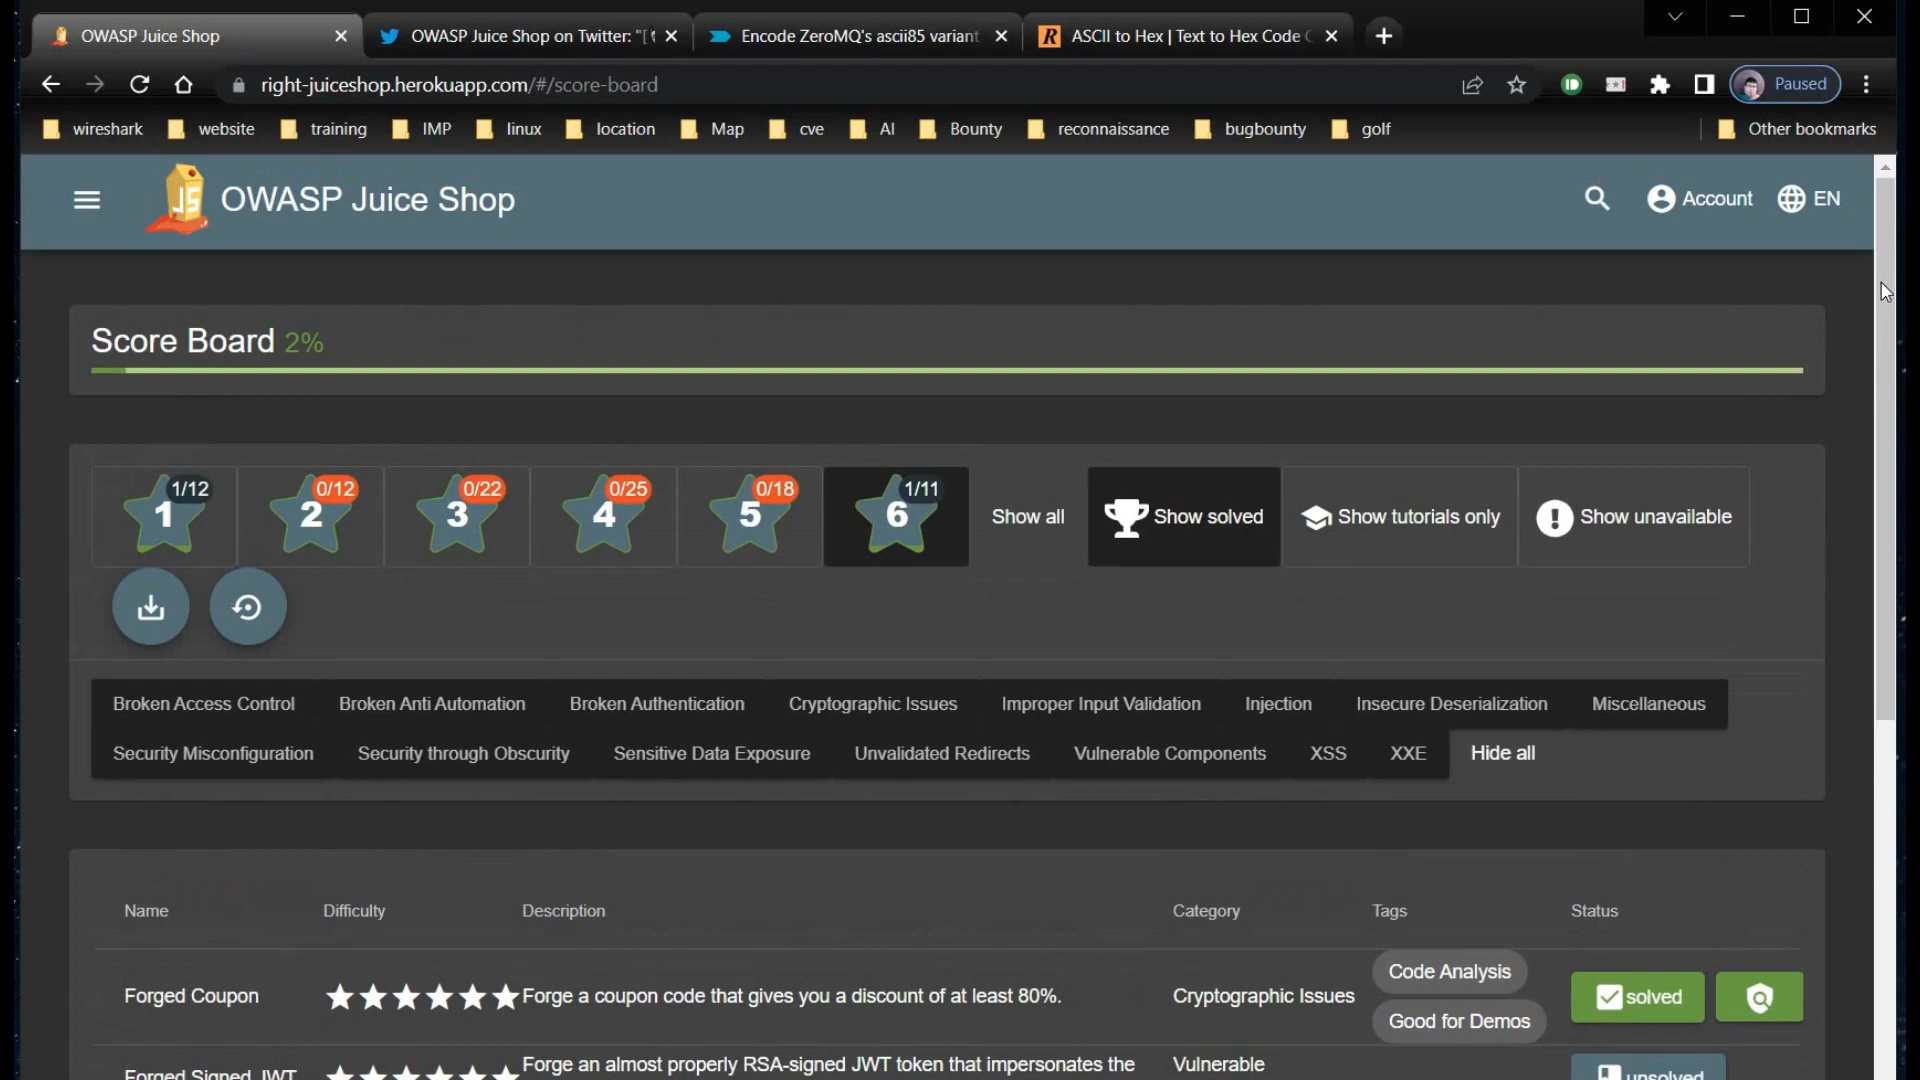 OWASP Juice Shop
OWASP Juice Shop on Twitter: "[
Encode ZeroMQ's ascii85 variant
R ASCII to Hex | Text to Hex Code C
right-juiceshop.herokuapp.com/#/score-board
Paused
wireshark website training IMP linux location Map cve AI Bounty reconnaissance bugbounty golf Other bookmarks
JS OWASP Juice Shop Account EN
Score Board 2%
1/12 0/12 0/22 0/25 0/18 1/11
1 2 3 4 5 6 Show all Show solved Show tutorials only Show unavailable
Broken Access Control Broken Anti Automation Broken Authentication Cryptographic Issues Improper Input Validation Injection Insecure Deserialization Miscellaneous
Security Misconfiguration Security through Obscurity Sensitive Data Exposure Unvalidated Redirects Vulnerable Components XSS XXE Hide all
Name Difficulty Description Category Tags Status
Code Analysis
Forged Coupon Forge a coupon code that gives you a discount of at least 80%. Cryptographic Issues solved
Good for Demos
Forge an almost properly RSA-signed JWT token that impersonates the Vulnerable
Forged Signed JWT unsolved